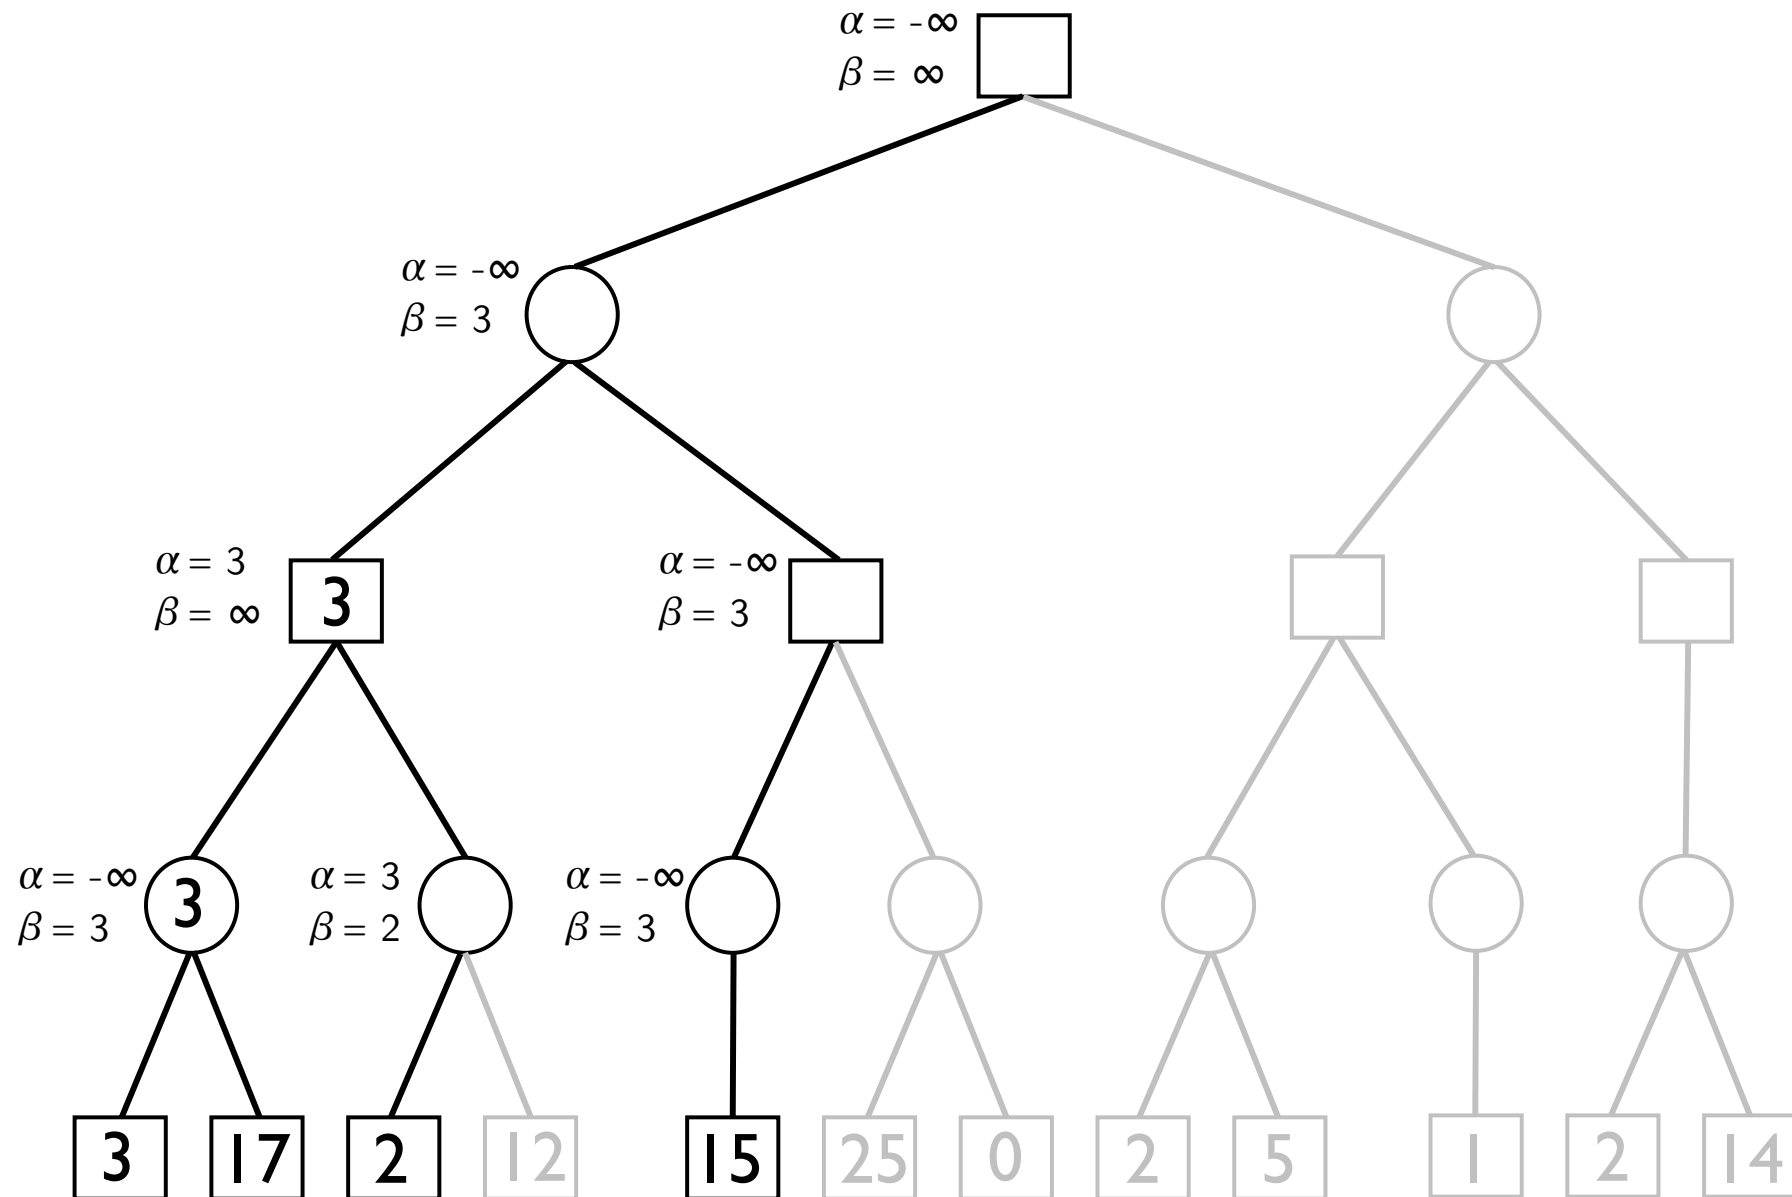 α = -∞
β = ∞
α = -∞
β = 3
α = 3
β = ∞
3
α = -∞
β = 3
α = -∞
β = 3
3
α = 3
β = 2
α = -∞
β = 3
3 17 2 12 15 25 0 2 5 1 2 14